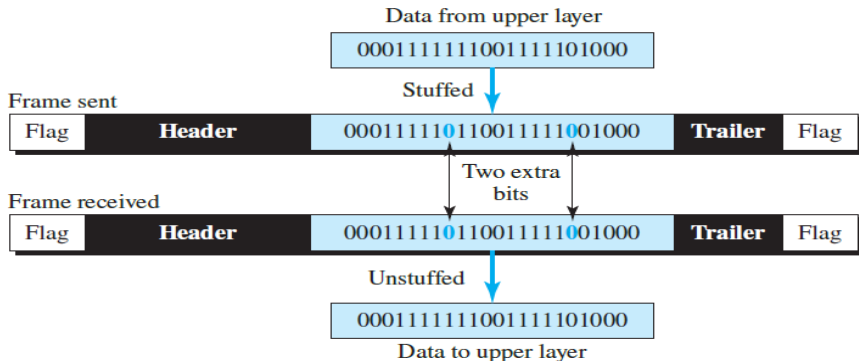 Data from upper layer
0001111111001111101000
Stuffed
Frame sent
Flag Header 000111110110011111001000 Trailer Flag
Two extra
bits
Frame received
Flag Header 000111110110011111001000 Trailer Flag
Unstuffed
0001111111001111101000
Data to upper layer